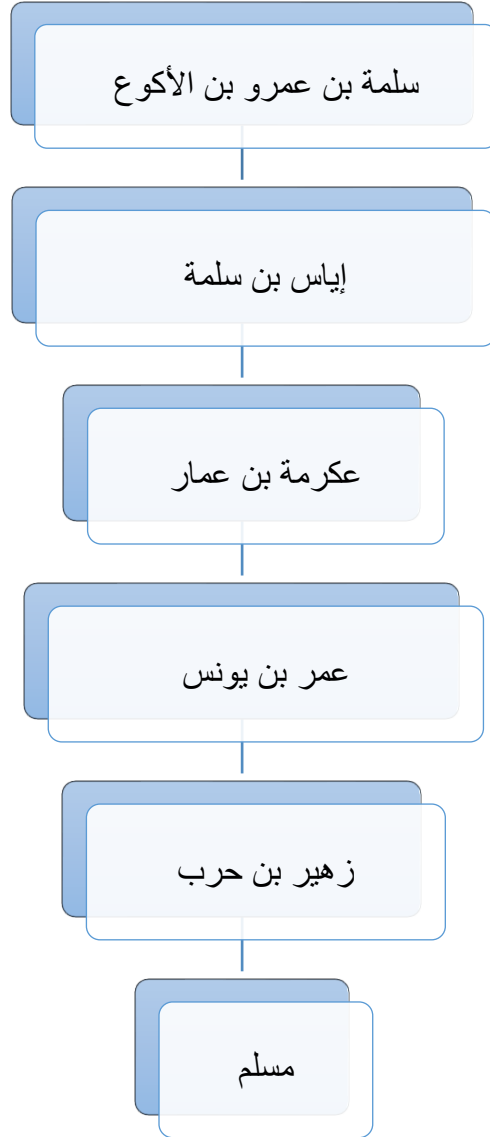 سلمة بن عمرو بن الأكوع
إياس بن سلمة
عكرمة بن عمار
عمر بن يونس
زهير بن حرب
مسلم